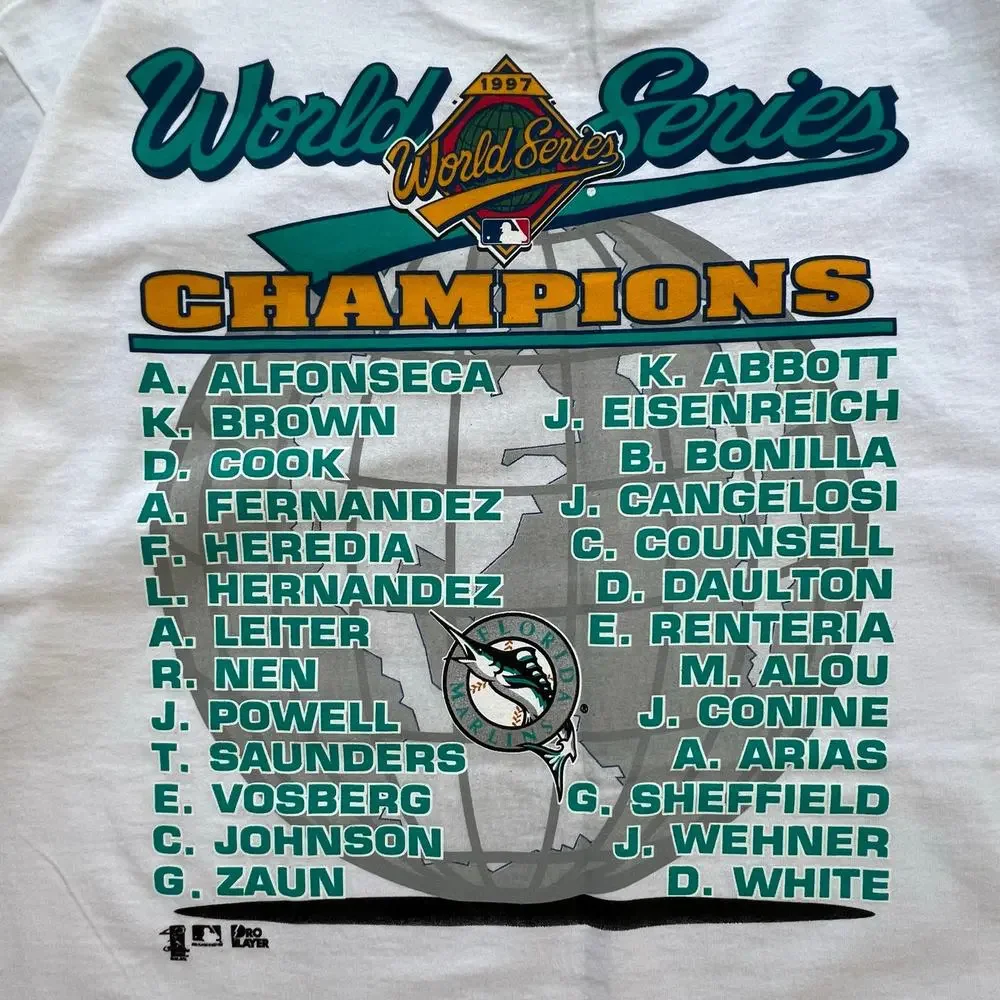 World Series
1997
World Series
CHAMPIONS
A. ALFONSECA
K. BROWN
D. COOK
A. FERNANDEZ
F. HEREDIA
L. HERNANDEZ
A. LEITER
R. NEN
J. POWELL
T. SAUNDERS
E. VOSBERG
C. JOHNSON
G. ZAUN
K. ABBOTT
J. EISENREICH
B. BONILLA
J. CANGELOSI
C. COUNSELL
D. DAULTON
E. RENTERIA
M. ALOU
J. CONINE
A. ARIAS
G. SHEFFIELD
J. WEHNER
D. WHITE
FLORIDA
MARLINS
®
PRO
PLAYER